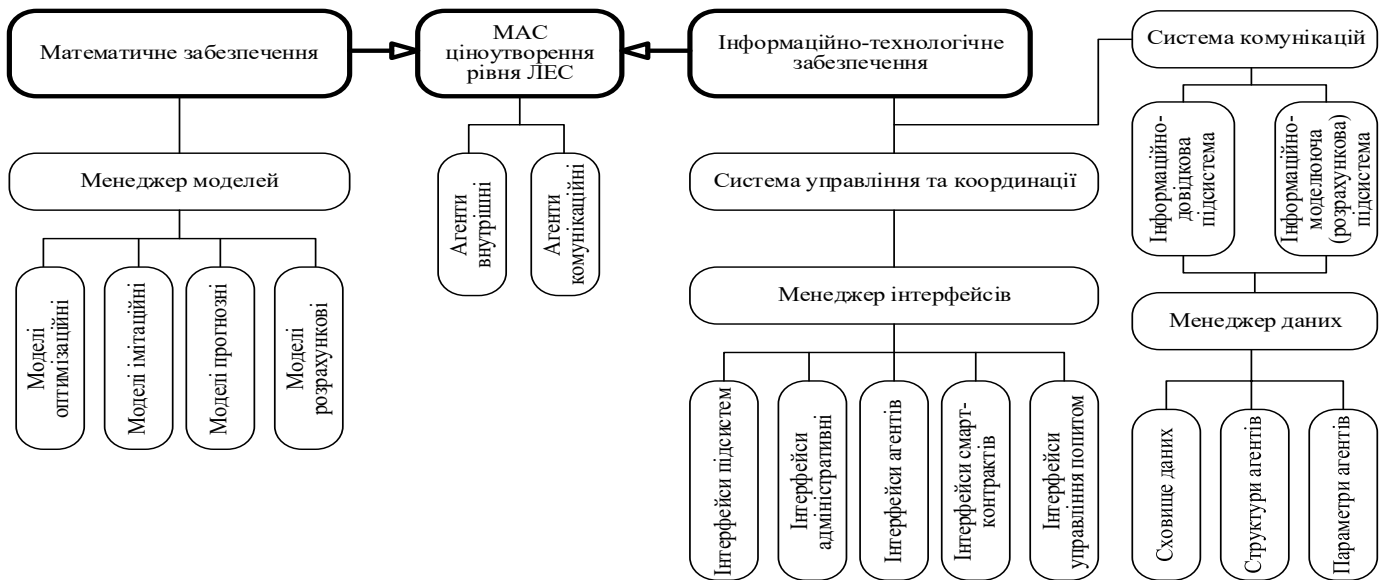 Математичне забезпечення
МАС
ціноутворення
рівня ЛЕС
Інформаційно-технологічне
забезпечення
Система комунікацій
Менеджер моделей
Моделі
оптимізаційні
Моделі імітаційні
Моделі прогнозні
Моделі
розрахункові
Агенти
внутрішні
Агенти
комунікаційні
Система управління та координації
Менеджер інтерфейсів
Інтерфейси підсистем
Інтерфейси
адміністративні
Інтерфейси агентів
Інтерфейси смарт-
контрактів
Інтерфейси
управління попитом
Інформаційно-
довідкова
підсистема
Інформаційно-
моделююча
(розрахункова)
підсистема
Менеджер даних
Сховище даних
Структури агентів
Параметри агентів